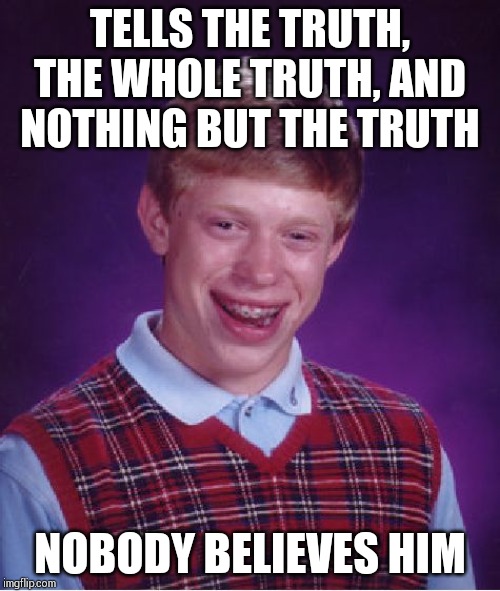 TELLS THE TRUTH,
THE WHOLE TRUTH, AND
NOTHING BUT THE TRUTH
NOBODY BELIEVES HIM
imgflip.com